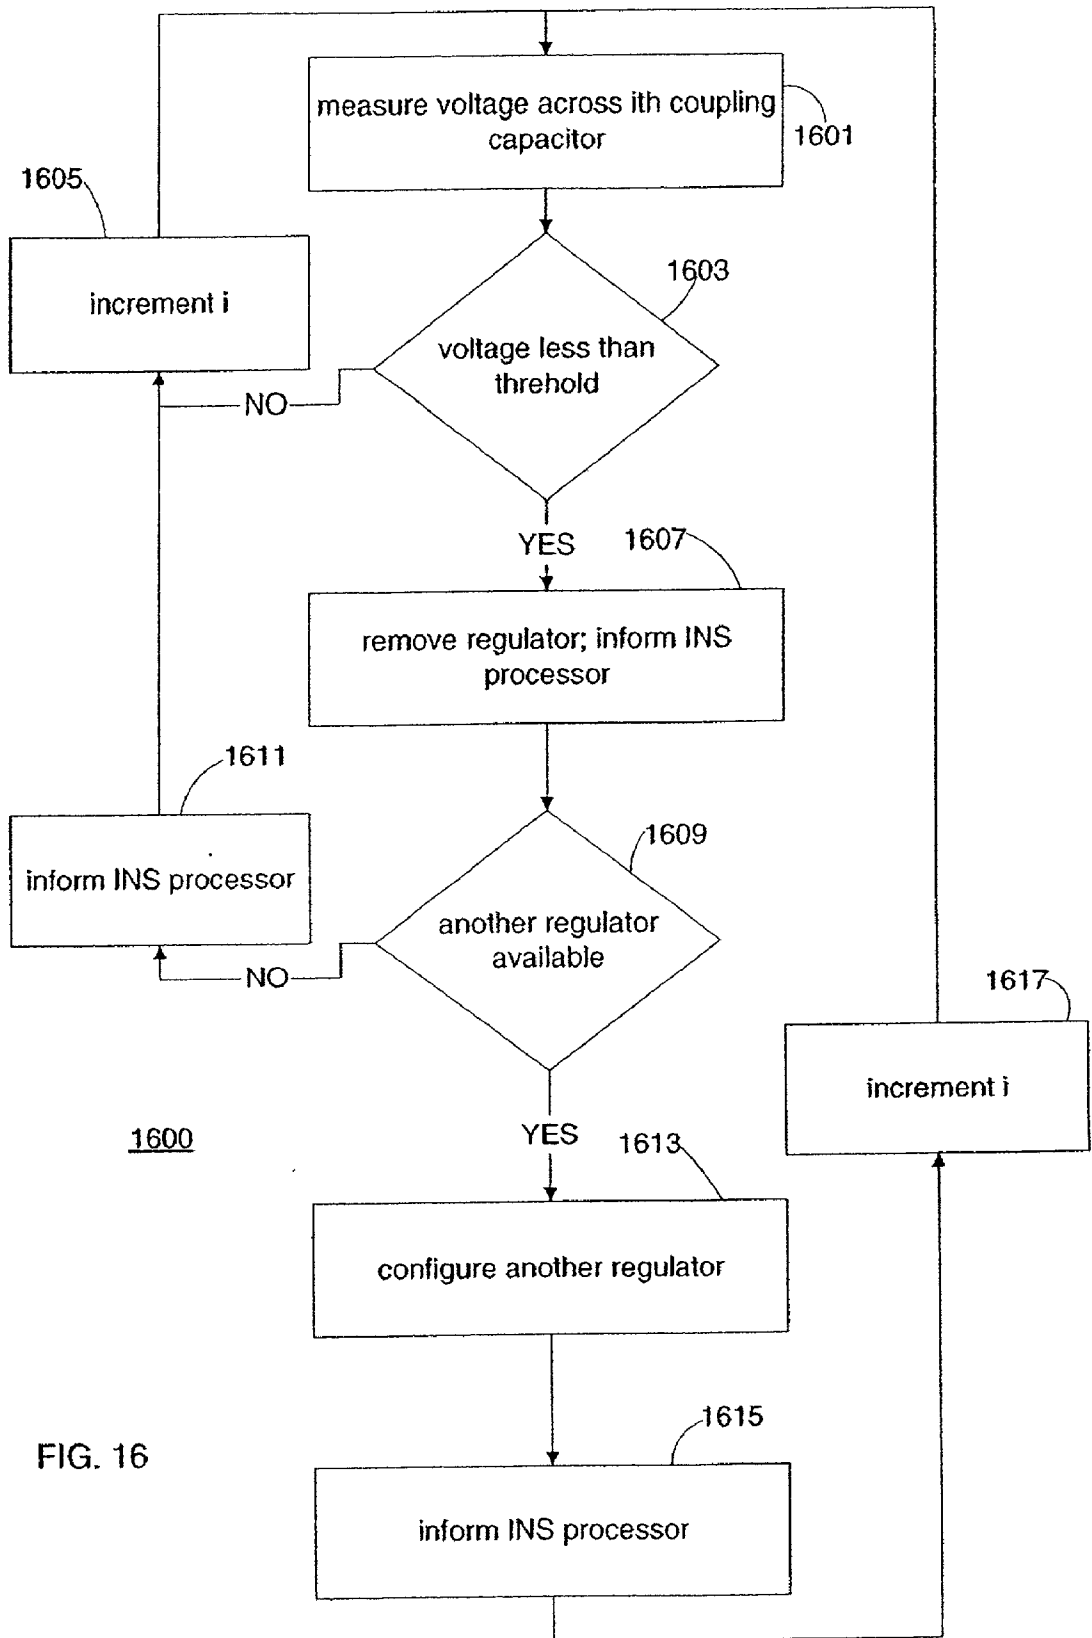 measure voltage across ith coupling
capacitor
1601
1605
increment i
1603
voltage less than
threhold
NO
YES
1607
remove regulator; inform INS
processor
1611
inform INS processor
1609
another regulator
available
NO
1617
increment i
YES
1600
1613
configure another regulator
1615
FIG. 16
inform INS processor